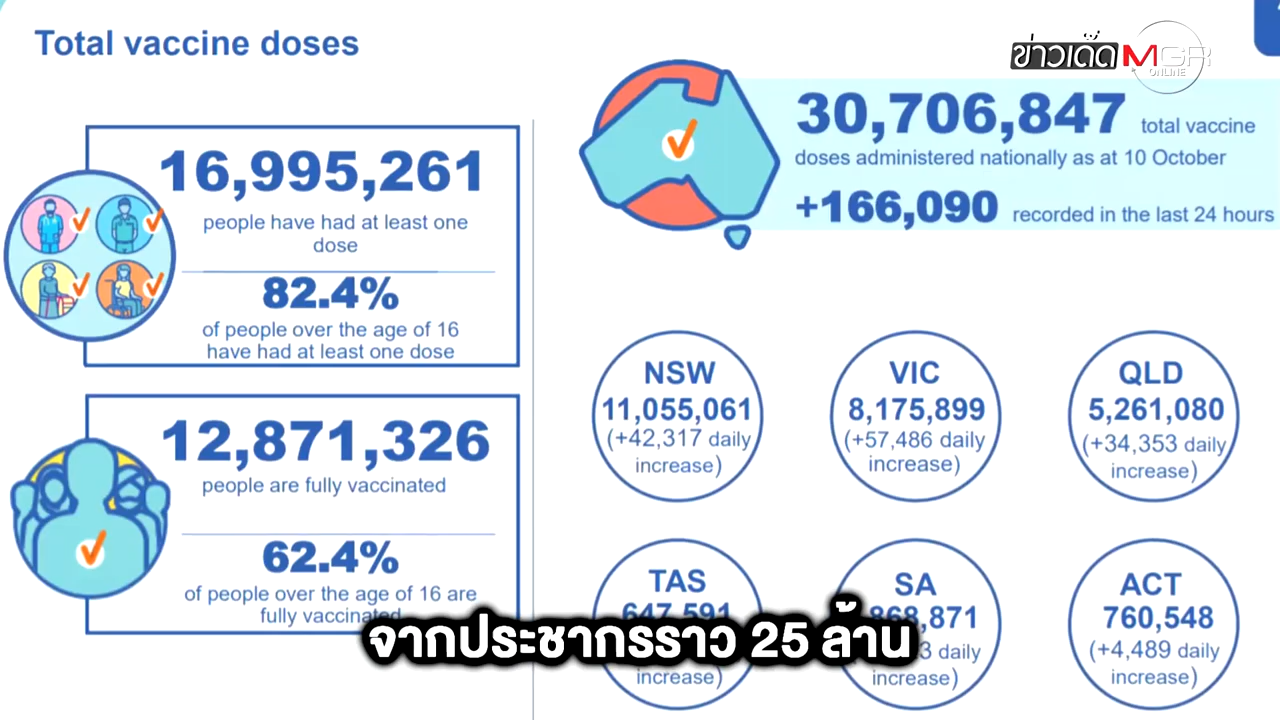 Total vaccine doses
ข่าวเด็ด MGR
ONLINE
16,995,261
people have had at least one
dose
82.4%
of people over the age of 16
have had at least one dose
12,871,326
people are fully vaccinated
62.4%
of people over the age of 16 are
fully vaccinated
30,706,847 total vaccine
doses administered nationally as at 10 October
+166,090 recorded in the last 24 hours
NSW
11,055,061
(+42,317 daily
increase)
VIC
8,175,899
(+57,486 daily
increase)
QLD
5,261,080
(+34,353 daily
increase)
TAS
647,591
increase)
SA
868,871
daily
increase)
ACT
760,548
(+4,489 daily
increase)
จากประชากรราว 25 ล้าน